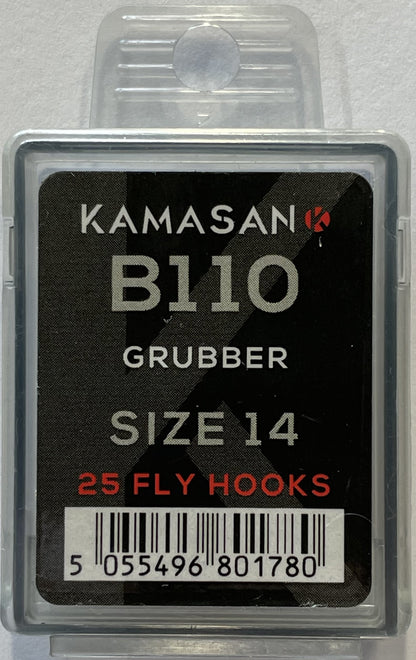 KAMASAN K
B110
GRUBBER
SIZE 14
25 FLY HOOKS
5 055496 801780